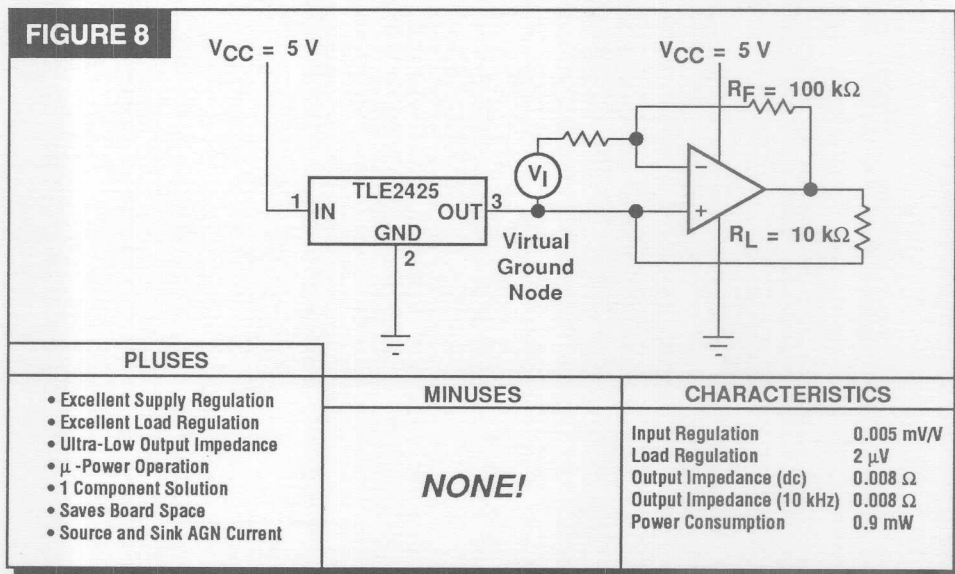 FIGURE 8
VCC = 5 V
VCC = 5 V
RF = 100 kΩ
VI
−
+
1
TLE2425
IN
OUT
3
GND
2
RL = 10 kΩ
Virtual
Ground
Node
PLUSES
• Excellent Supply Regulation
• Excellent Load Regulation
• Ultra-Low Output Impedance
• μ -Power Operation
• 1 Component Solution
• Saves Board Space
• Source and Sink AGN Current
MINUSES
NONE!
CHARACTERISTICS
Input Regulation 0.005 mV/V
Load Regulation 2 μV
Output Impedance (dc) 0.008 Ω
Output Impedance (10 kHz) 0.008 Ω
Power Consumption 0.9 mW